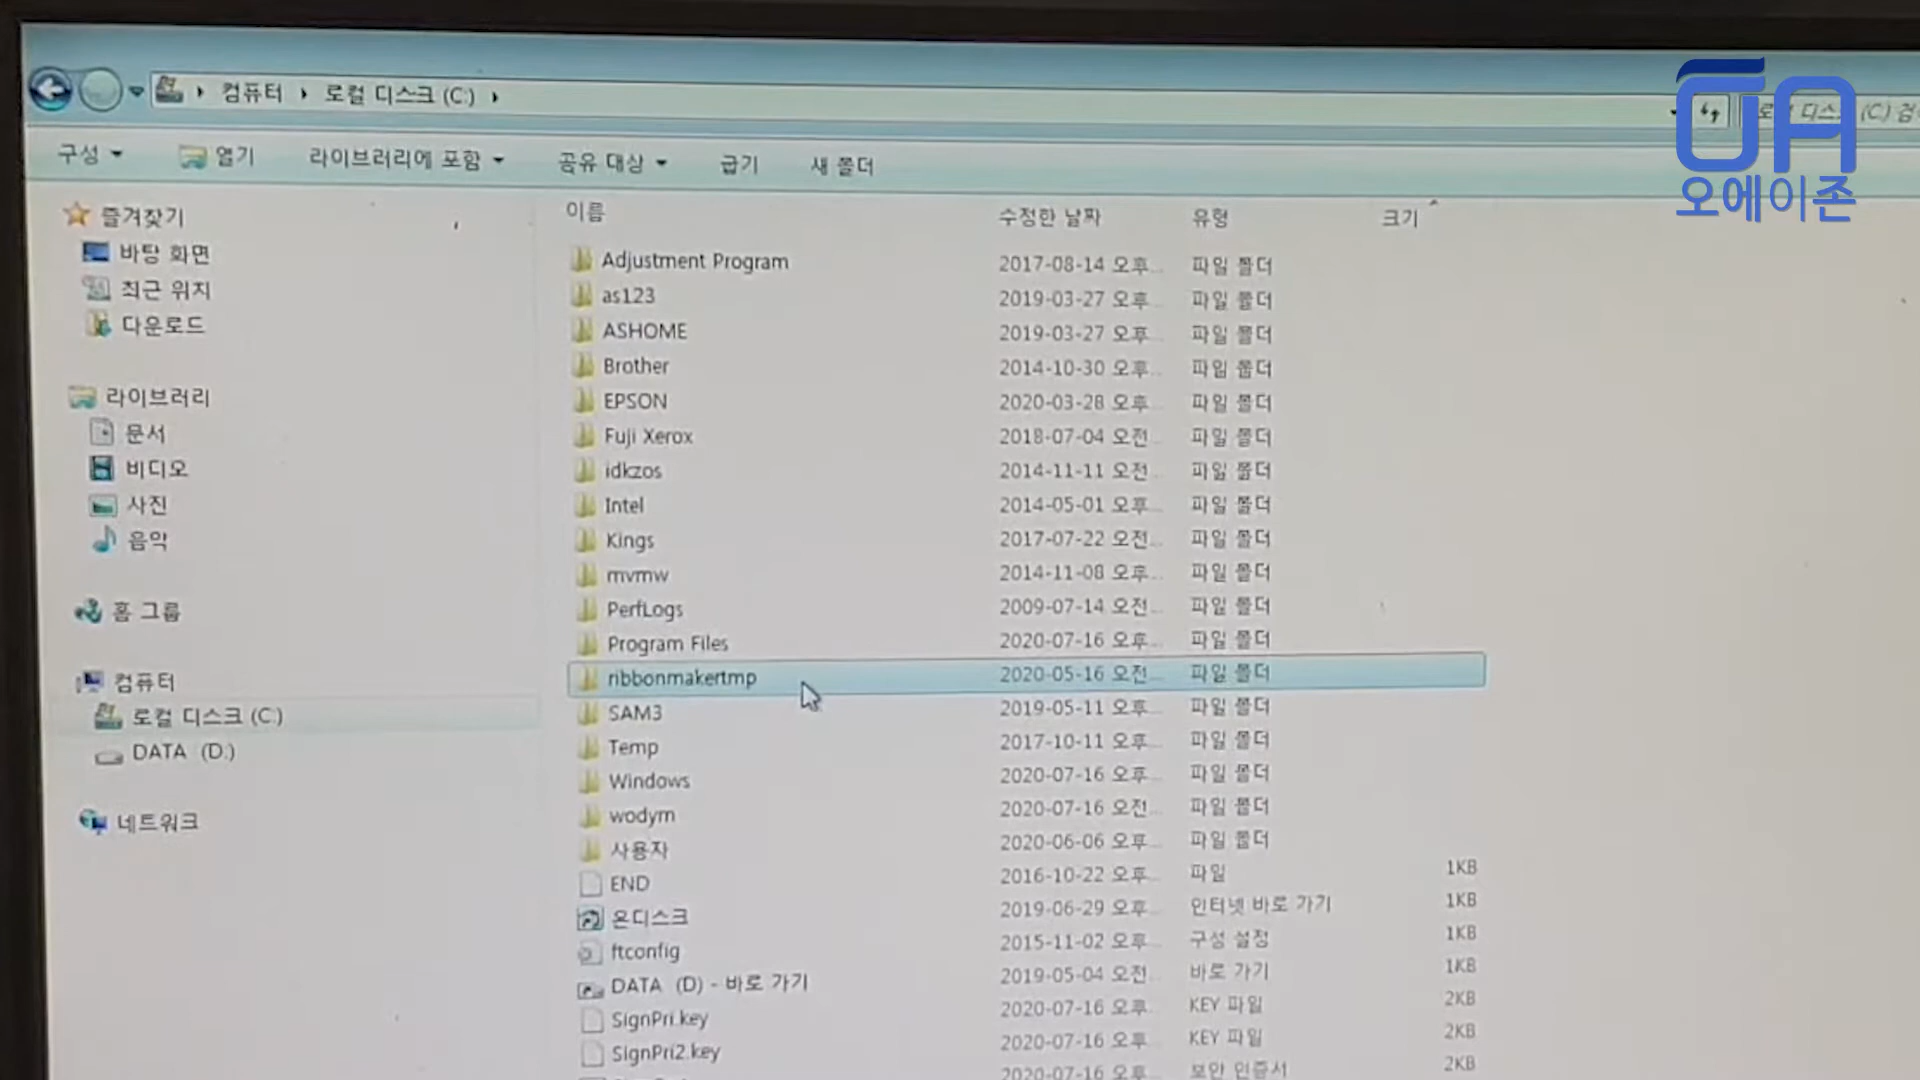 컴퓨터 로컬 디스크 (C:)
구성 열기 라이브러리에 포함 공유 대상 굽기 새 폴더
OA
오에이존
즐겨찾기
바탕 화면
최근 위치
다운로드
라이브러리
문서
비디오
사진
음악
홈 그룹
컴퓨터
로컬 디스크 (C:)
DATA (D:)
네트워크
이름 수정한 날짜 유형 크기
Adjustment Program 2017-08-14 오후... 파일 폴더
as123 2019-03-27 오후... 파일 폴더
ASHOME 2019-03-27 오후... 파일 폴더
Brother 2014-10-30 오후... 파일 폴더
EPSON 2020-03-28 오후... 파일 폴더
Fuji Xerox 2018-07-04 오전... 파일 폴더
idkzos 2014-11-11 오전... 파일 폴더
Intel 2014-05-01 오후... 파일 폴더
Kings 2017-07-22 오전... 파일 폴더
mvmw 2014-11-08 오후... 파일 폴더
PerfLogs 2009-07-14 오전... 파일 폴더
Program Files 2020-07-16 오후... 파일 폴더
ribbonmakertmp 2020-05-16 오전... 파일 폴더
SAM3 2019-05-11 오후... 파일 폴더
Temp 2017-10-11 오후... 파일 폴더
Windows 2020-07-16 오후... 파일 폴더
wodym 2020-07-16 오전... 파일 폴더
사용자 2020-06-06 오후... 파일 폴더
END 2016-10-22 오후... 파일 1KB
온디스크 2019-06-29 오후... 인터넷 바로 가기 1KB
ftconfig 2015-11-02 오후... 구성 설정 1KB
DATA (D) - 바로 가기 2019-05-04 오전... 바로 가기 1KB
SignPri.key 2020-07-16 오후... KEY 파일 2KB
SignPri2.key 2020-07-16 오후... KEY 파일 2KB
2020-07-16 오후... 보안 인증서 2KB